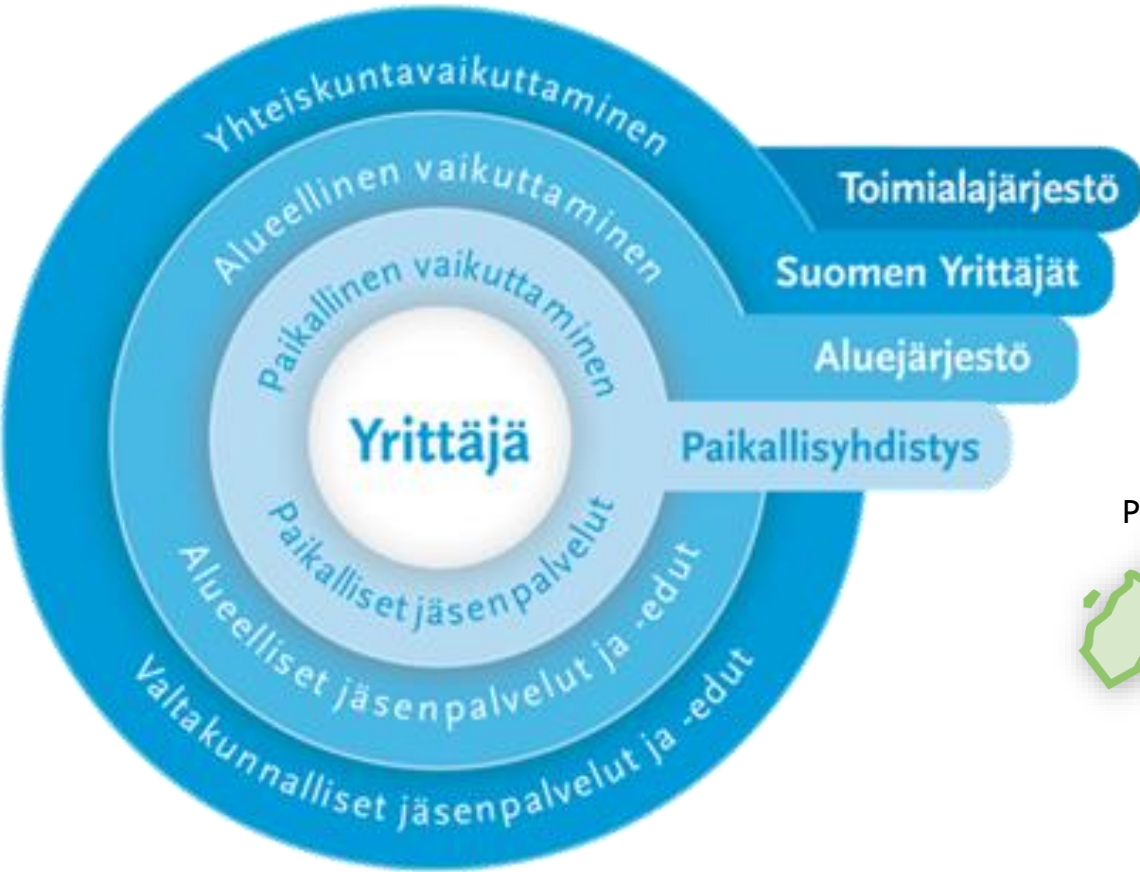 Yhteiskuntavaikuttaminen
Alueellinen vaikuttaminen
Paikallinen vaikuttaminen
Yrittäjä
Paikalliset jäsenpalvelut
Alueelliset jäsenpalvelut ja -edut
Valtakunnalliset jäsenpalvelut ja -edut
Toimialajärjestö
Suomen Yrittäjät
Aluejärjestö
Paikallisyhdistys
P